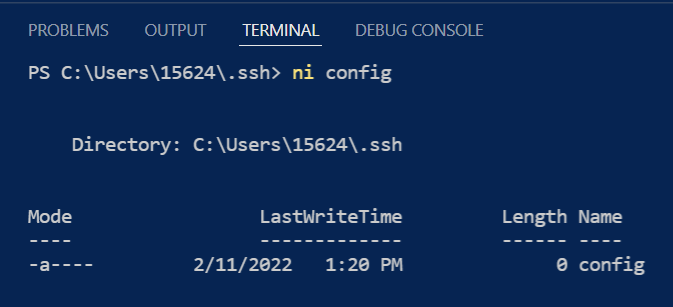 PROBLEMS OUTPUT TERMINAL DEBUG CONSOLE
PS C:\Users\15624\.ssh> ni config
Directory: C:\Users\15624\.ssh
Mode LastWriteTime Length Name
---- ------------- ------ ----
-a---- 2/11/2022 1:20 PM 0 config